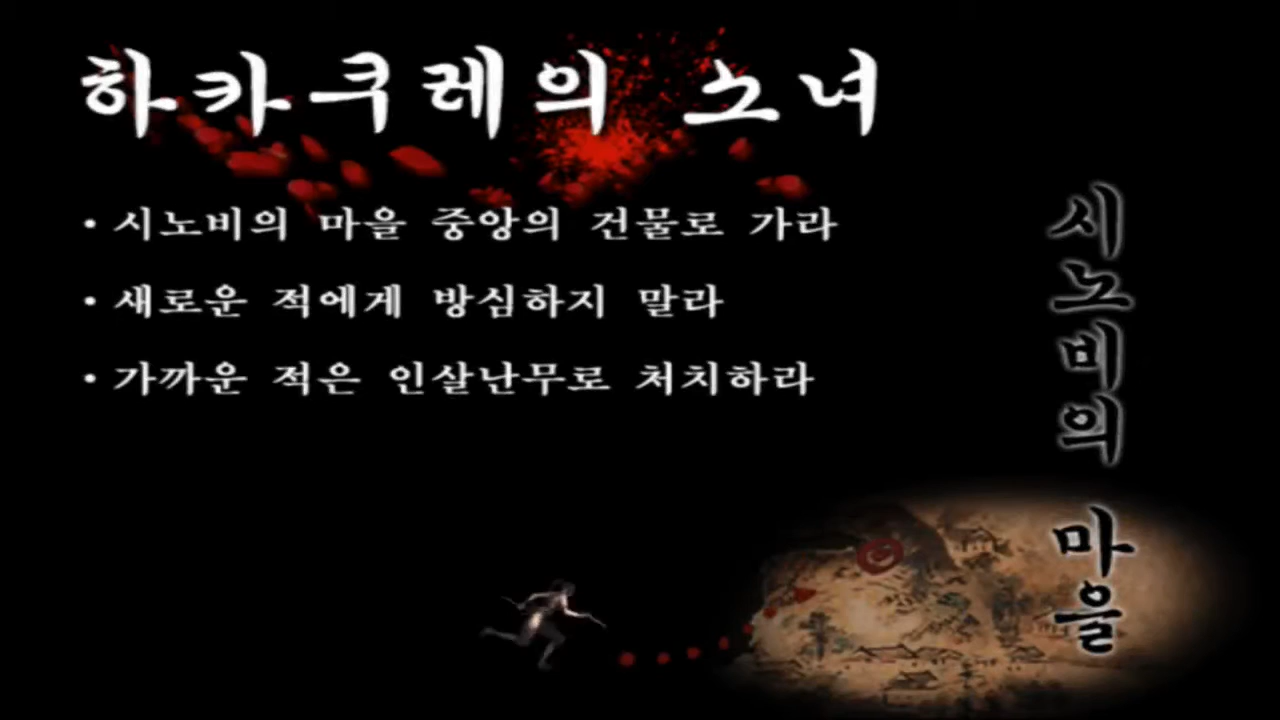 하카쿠레의 소녀
• 시노비의 마을 중앙의 건물로 가라
• 새로운 적에게 방심하지 말라
• 가까운 적은 인살난무로 처치하라
시노비의 마을